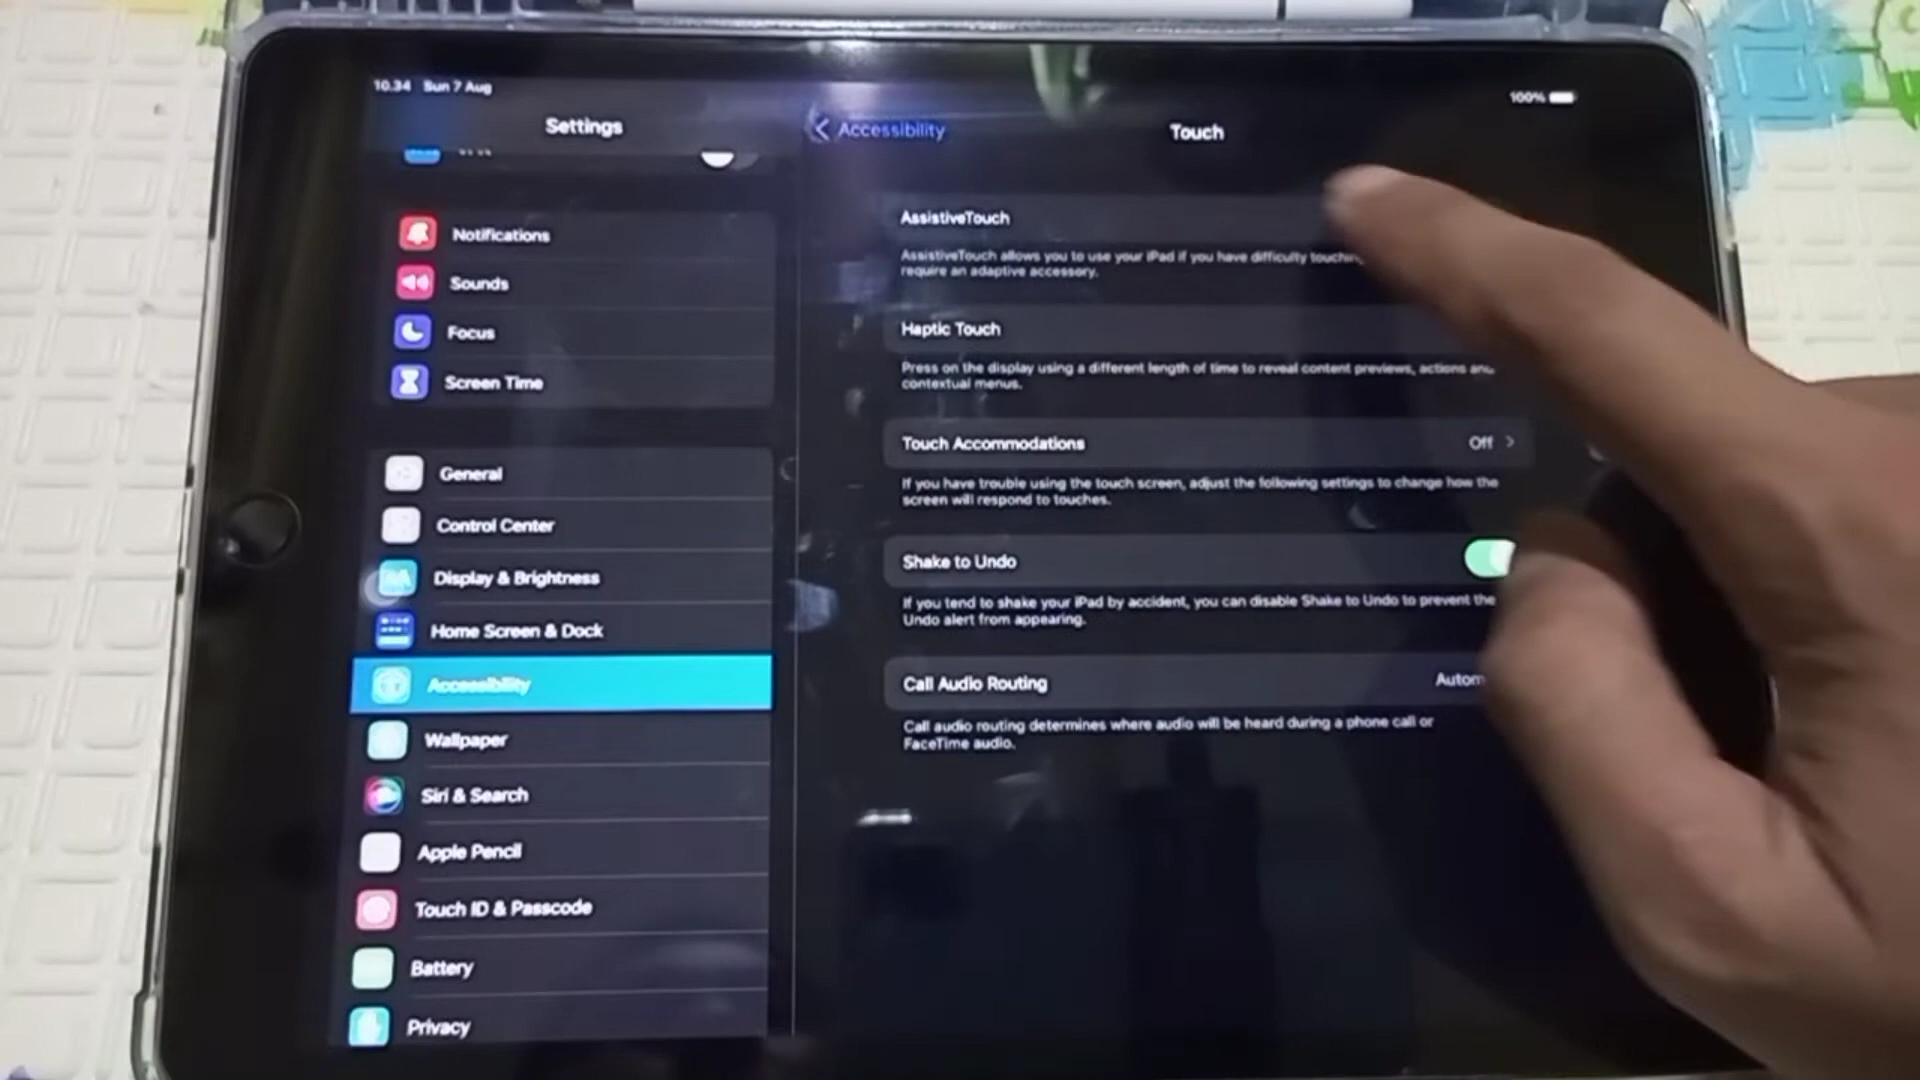 10.34 Sun 7 Aug
100%
Settings
Notifications
Sounds
Focus
Screen Time
General
Control Center
Display & Brightness
Home Screen & Dock
Accessibility
Wallpaper
Siri & Search
Apple Pencil
Touch ID & Passcode
Battery
Privacy
Accessibility
Touch
AssistiveTouch
AssistiveTouch allows you to use your iPad if you have difficulty touching
require an adaptive accessory.
Haptic Touch
Press on the display using a different length of time to reveal content previews, actions and
contextual menus.
Touch Accommodations Off
If you have trouble using the touch screen, adjust the following settings to change how the
screen will respond to touches.
Shake to Undo
If you tend to shake your iPad by accident, you can disable Shake to Undo to prevent the
Undo alert from appearing.
Call Audio Routing Autom
Call audio routing determines where audio will be heard during a phone call or
FaceTime audio.